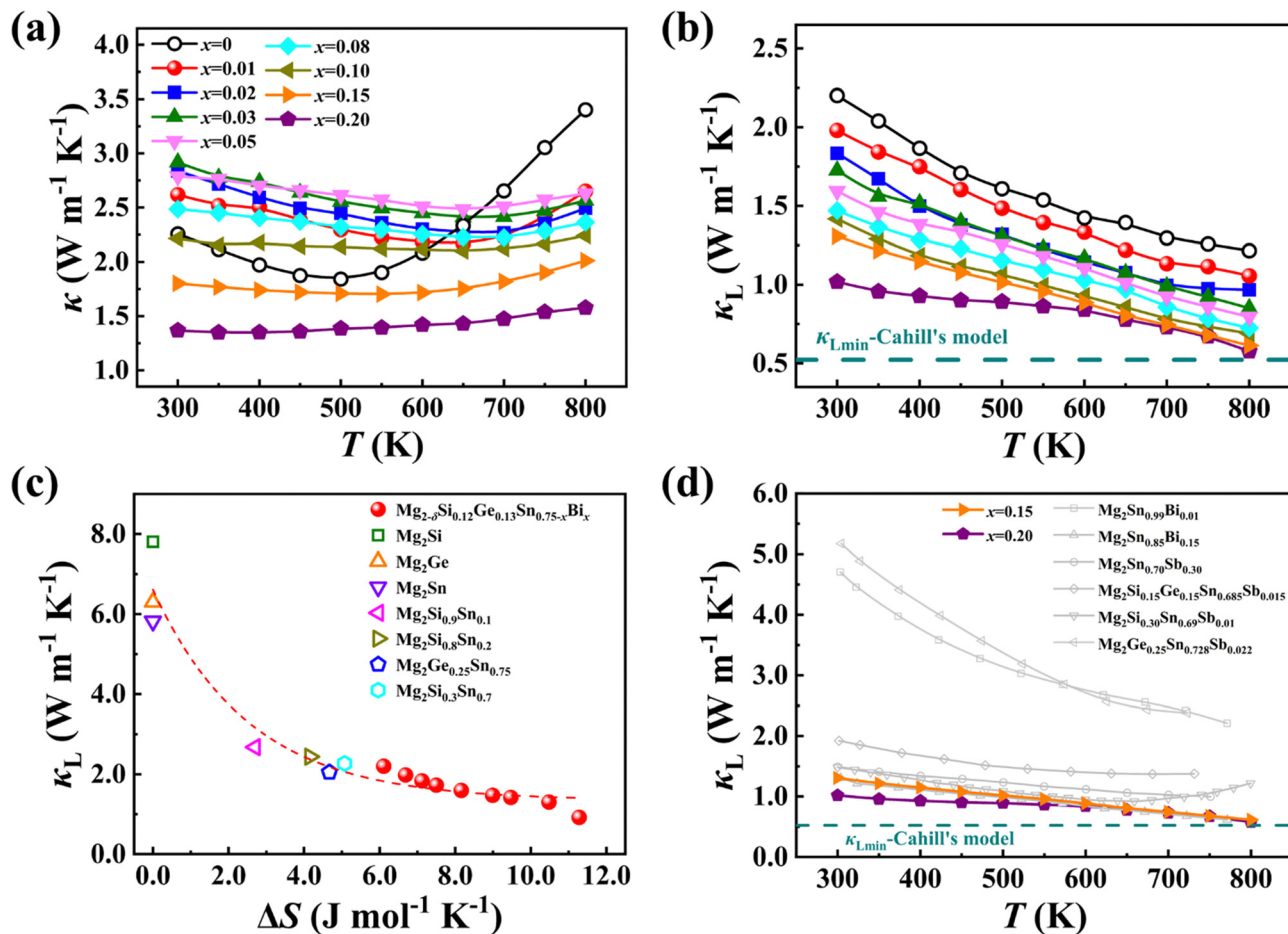 (a)
κ (W m⁻¹ K⁻¹)
4.0
3.5
3.0
2.5
2.0
1.5
1.0
x=0
x=0.01
x=0.02
x=0.03
x=0.05
x=0.08
x=0.10
x=0.15
x=0.20
300 400 500 600 700 800
T (K)
(b)
κL (W m⁻¹ K⁻¹)
2.5
2.0
1.5
1.0
0.5
κLmin-Cahill's model
300 400 500 600 700 800
T (K)
(c)
κL (W m⁻¹ K⁻¹)
8.0
6.0
4.0
2.0
0.0
Mg2-δSi0.12Ge0.13Sn0.75-xBix
Mg2Si
Mg2Ge
Mg2Sn
Mg2Si0.9Sn0.1
Mg2Si0.8Sn0.2
Mg2Ge0.25Sn0.75
Mg2Si0.3Sn0.7
0.0 2.0 4.0 6.0 8.0 10.0 12.0
ΔS (J mol⁻¹ K⁻¹)
(d)
κL (W m⁻¹ K⁻¹)
6.0
5.0
4.0
3.0
2.0
1.0
0.0
x=0.15
x=0.20
Mg2Sn0.99Bi0.01
Mg2Sn0.85Bi0.15
Mg2Sn0.70Sb0.30
Mg2Si0.15Ge0.15Sn0.685Sb0.015
Mg2Si0.30Sn0.69Sb0.01
Mg2Ge0.25Sn0.728Sb0.022
κLmin-Cahill's model
300 400 500 600 700 800
T (K)